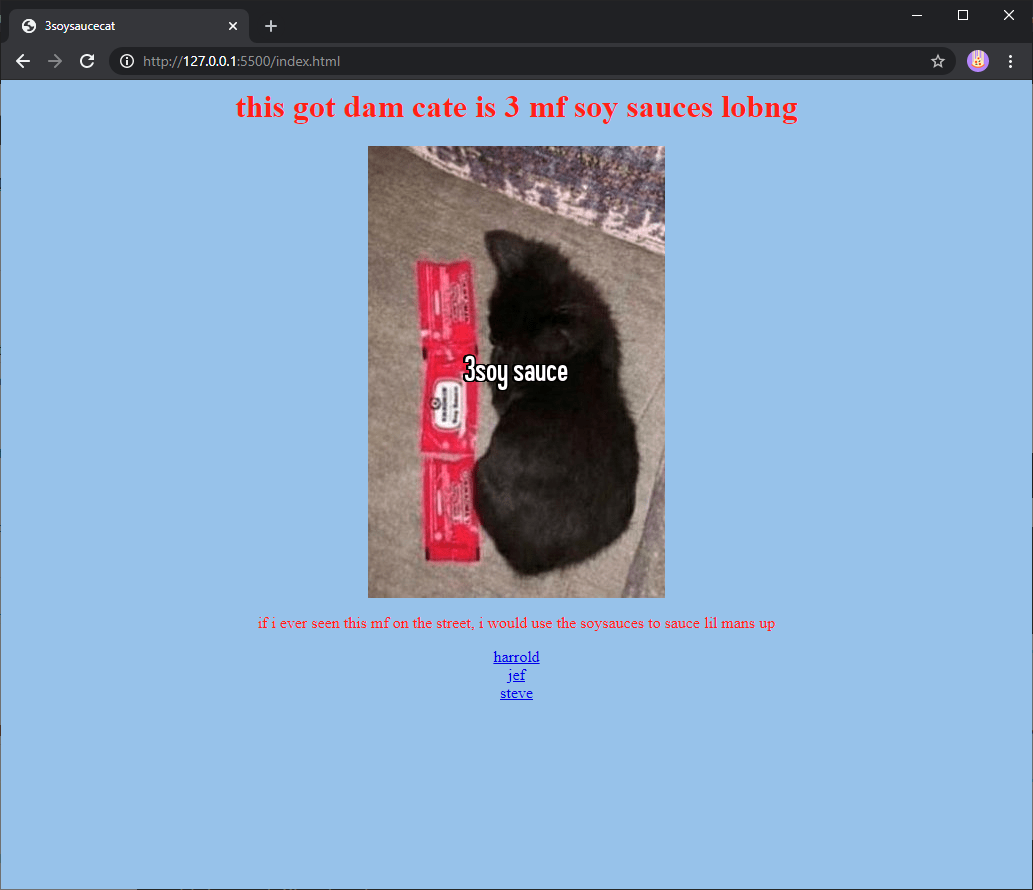 3soysaucecat
http://127.0.0.1:5500/index.html
this got dam cate is 3 mf soy sauces lobng
3soy sauce
if i ever seen this mf on the street, i would use the soysauces to sauce lil mans up
harrold
jef
steve